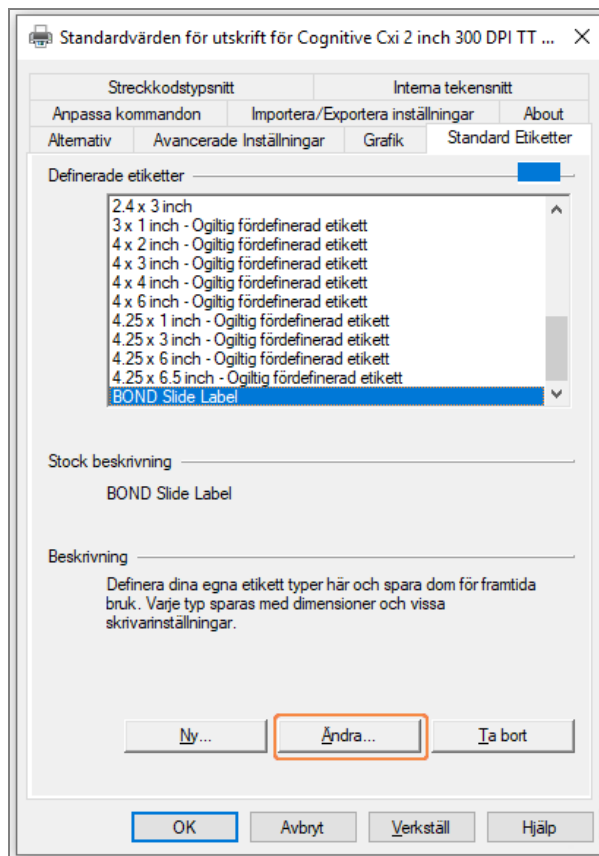 Standardvärden för utskrift för Cognitive Cxi 2 inch 300 DPI TT ...
Streckkodstypsnitt Interna tekensnitt
Anpassa kommandon Importera/Exportera inställningar About
Alternativ Avancerade Inställningar Grafik Standard Etiketter
Definerade etiketter
2.4 x 3 inch
3 x 1 inch - Ogiltig fördefinerad etikett
4 x 2 inch - Ogiltig fördefinerad etikett
4 x 3 inch - Ogiltig fördefinerad etikett
4 x 4 inch - Ogiltig fördefinerad etikett
4 x 6 inch - Ogiltig fördefinerad etikett
4.25 x 1 inch - Ogiltig fördefinerad etikett
4.25 x 3 inch - Ogiltig fördefinerad etikett
4.25 x 6 inch - Ogiltig fördefinerad etikett
4.25 x 6.5 inch - Ogiltig fördefinerad etikett
BOND Slide Label
Stock beskrivning
BOND Slide Label
Beskrivning
Definera dina egna etikett typer här och spara dom för framtida
bruk. Varje typ sparas med dimensioner och vissa
skrivarinställningar.
Ny... Ändra... Ta bort
OK Avbryt Verkställ Hjälp